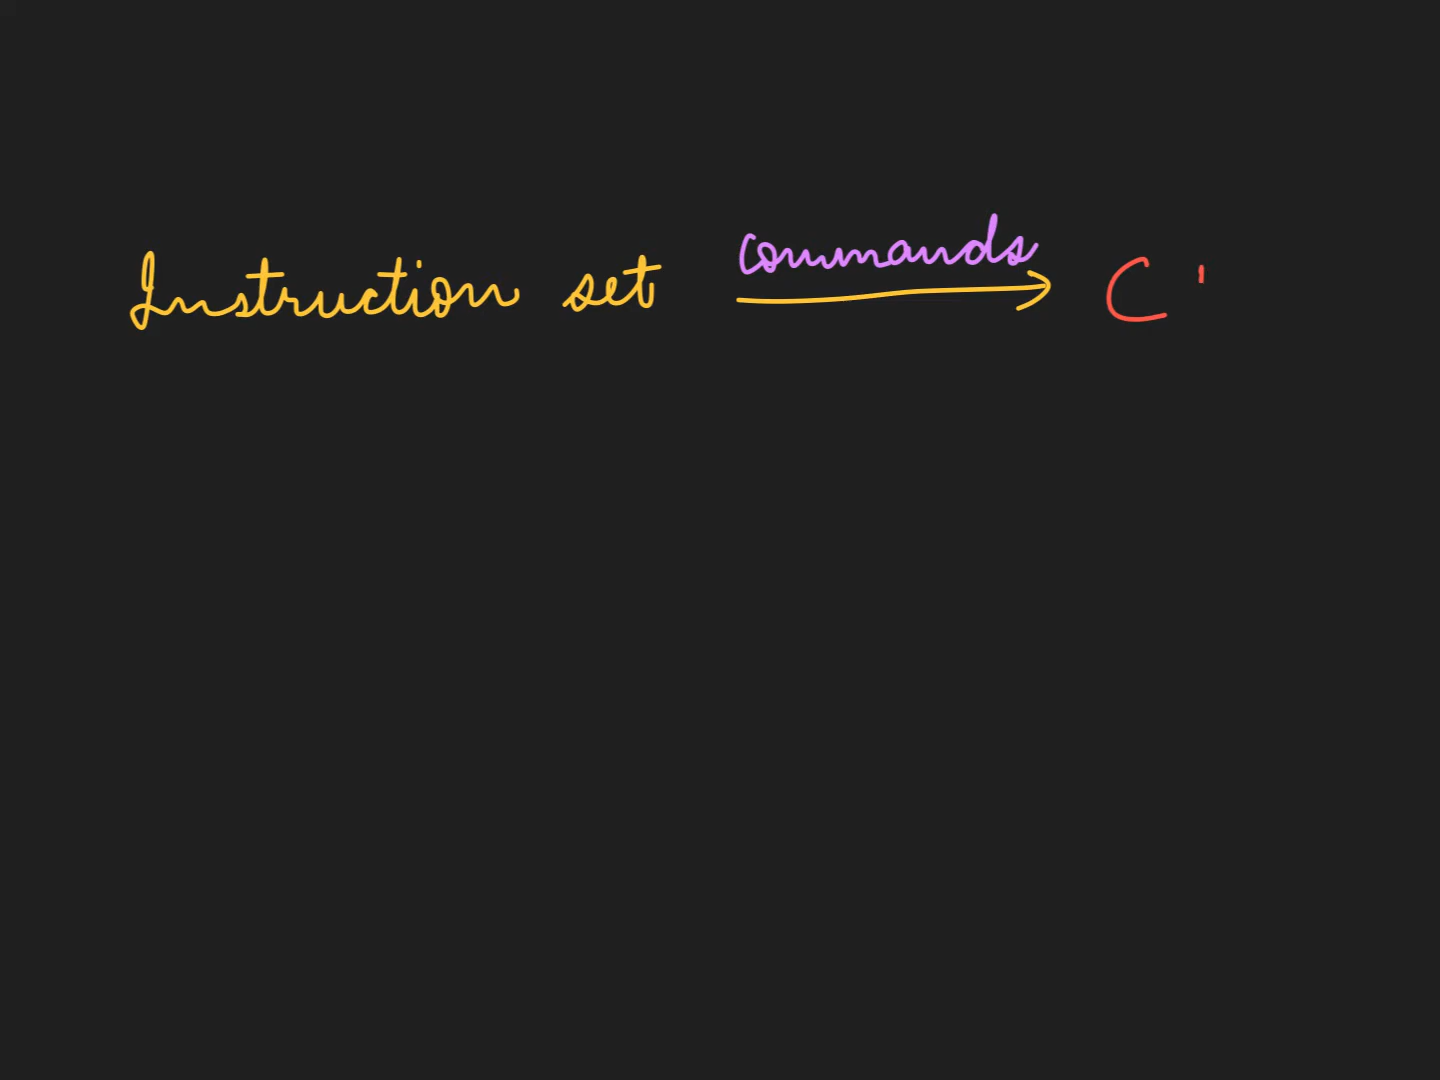 Instruction set commands → C